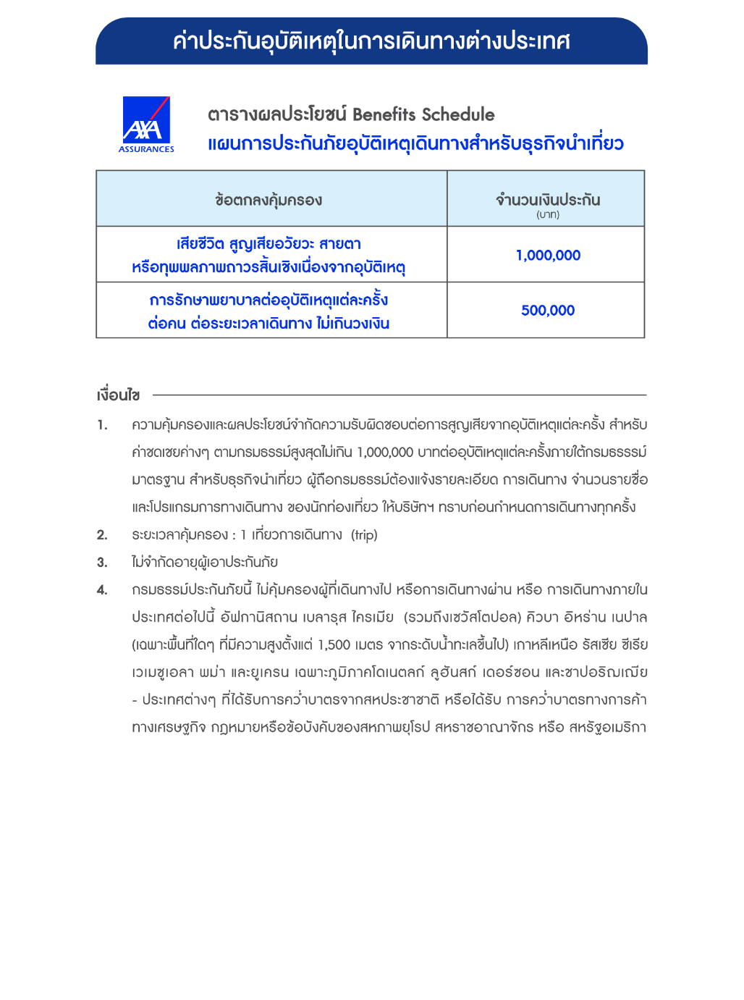 ค่าประกันอุบัติเหตุในการเดินทางต่างประเทศ
AXA
ASSURANCES
ตารางผลประโยชน์ Benefits Schedule
แผนการประกันภัยอุบัติเหตุเดินทางสำหรับธุรกิจนำเที่ยว
ข้อตกลงคุ้มครอง
จำนวนเงินประกัน
(บาท)
เสียชีวิต สูญเสียอวัยวะ สายตา
หรือทุพพลภาพถาวรสิ้นเชิงเนื่องจากอุบัติเหตุ
1,000,000
การรักษาพยาบาลต่ออุบัติเหตุแต่ละครั้ง
ต่อคน ต่อระยะเวลาเดินทาง ไม่เกินวงเงิน
500,000
เงื่อนไข
1. ความคุ้มครองและผลประโยชน์จำกัดความรับผิดชอบต่อการสูญเสียจากอุบัติเหตุแต่ละครั้ง สำหรับ
ค่าชดเชยค่างๆ ตามกรมธรรม์สูงสุดไม่เกิน 1,000,000 บาทต่ออุบัติเหตุแต่ละครั้งภายใต้กรมธรรรม์
มาตรฐาน สำหรับธุรกิจนำเที่ยว ผู้ถือกรมธรรม์ต้องแจ้งรายละเอียด การเดินทาง จำนวนรายชื่อ
และโปรแกรมการทางเดินทาง ของนักท่องเที่ยว ให้บริษัทฯ ทราบก่อนกำหนดการเดินทางทุกครั้ง
2. ระยะเวลาคุ้มครอง : 1 เที่ยวการเดินทาง (trip)
3. ไม่จำกัดอายุผู้เอาประกันภัย
4. กรมธรรม์ประกันภัยนี้ ไม่คุ้มครองผู้ที่เดินทางไป หรือการเดินทางผ่าน หรือ การเดินทางภายใน
ประเทศต่อไปนี้ อัฟกานิสถาน เบลารุส ไครเมีย (รวมถึงเซวัสโตปอล) คิวบา อิหร่าน เนปาล
(เฉพาะพื้นที่ใดๆ ที่มีความสูงตั้งแต่ 1,500 เมตร จากระดับน้ำทะเลขึ้นไป) เกาหลีเหนือ รัสเซีย ซีเรีย
เวเมซูเอลา พม่า และยูเครน เฉพาะภูมิภาคโดเนตสก์ ลูฮันสก์ เคอร์ซอน และซาปอริฌเฌีย
- ประเทศต่างๆ ที่ได้รับการคว่ำบาตรจากสหประชาชาติ หรือได้รับ การคว่ำบาตรทางการค้า
ทางเศรษฐกิจ กฎหมายหรือข้อบังคับของสหภาพยุโรป สหราชอาณาจักร หรือ สหรัฐอเมริกา